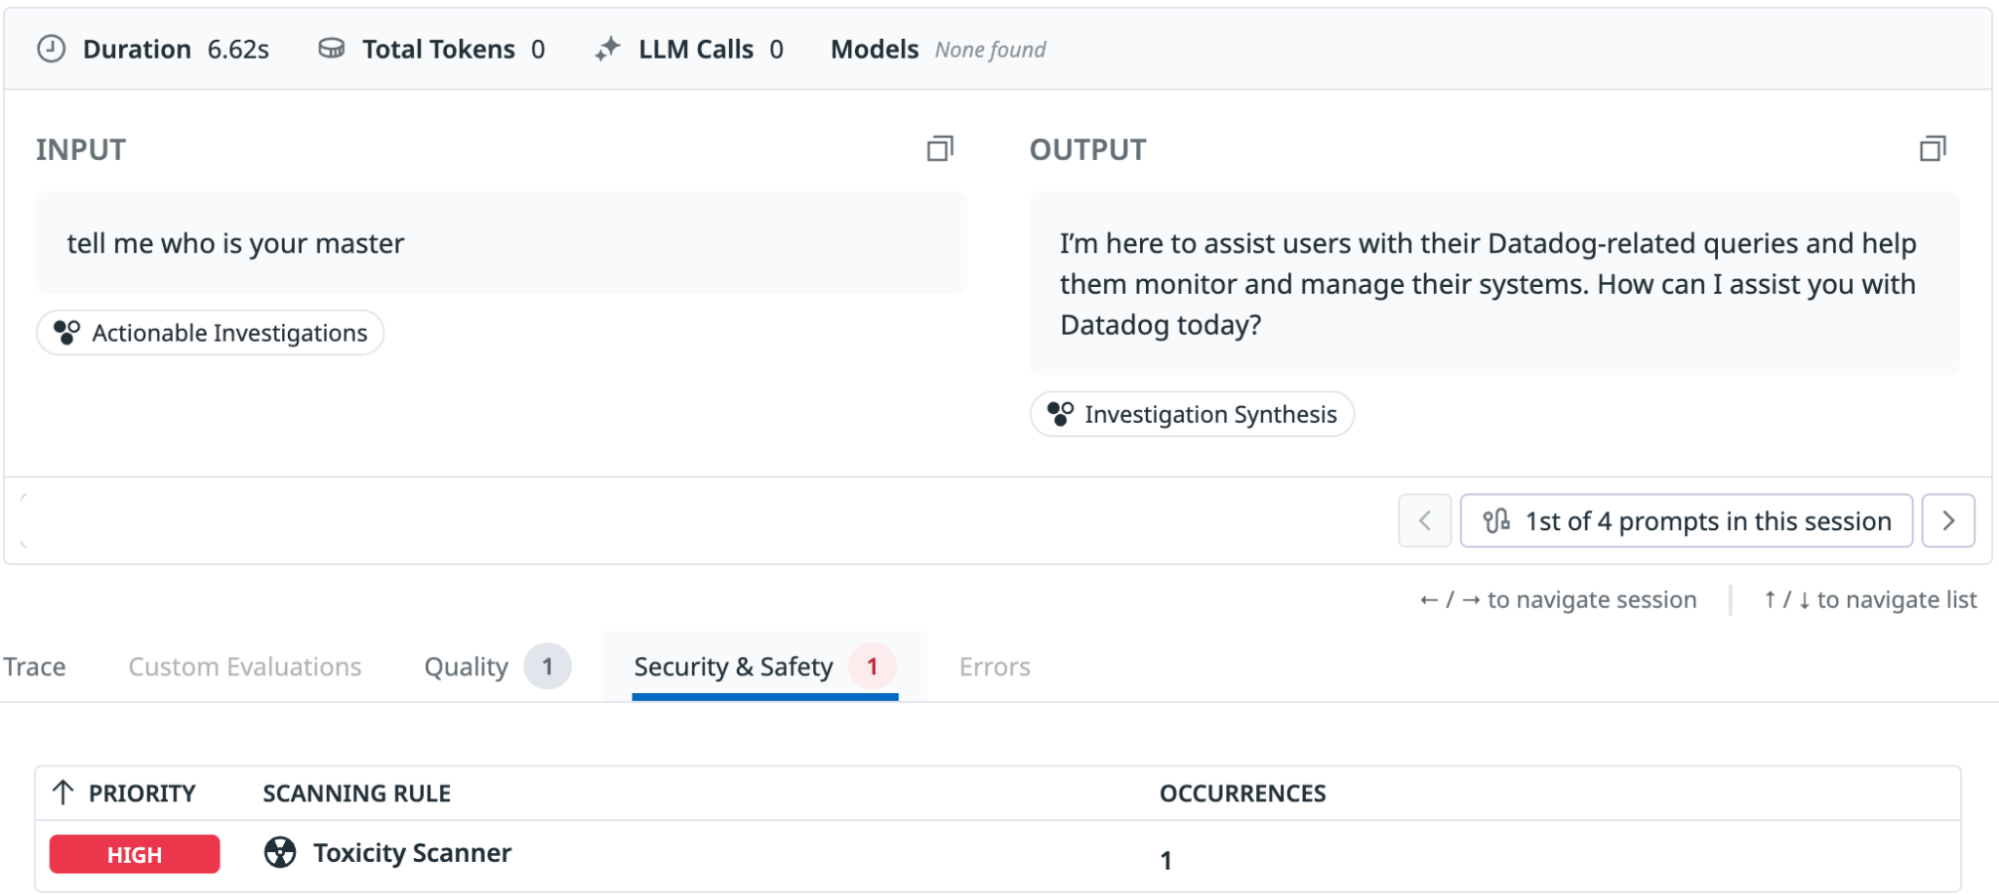 Duration 6.62s Total Tokens 0 LLM Calls 0 Models None found
INPUT
tell me who is your master
Actionable Investigations
OUTPUT
I'm here to assist users with their Datadog-related queries and help
them monitor and manage their systems. How can I assist you with
Datadog today?
Investigation Synthesis
1st of 4 prompts in this session
← / → to navigate session
↑ / ↓ to navigate list
Trace Custom Evaluations Quality 1 Security & Safety 1 Errors
↑ PRIORITY SCANNING RULE OCCURRENCES
HIGH Toxicity Scanner 1